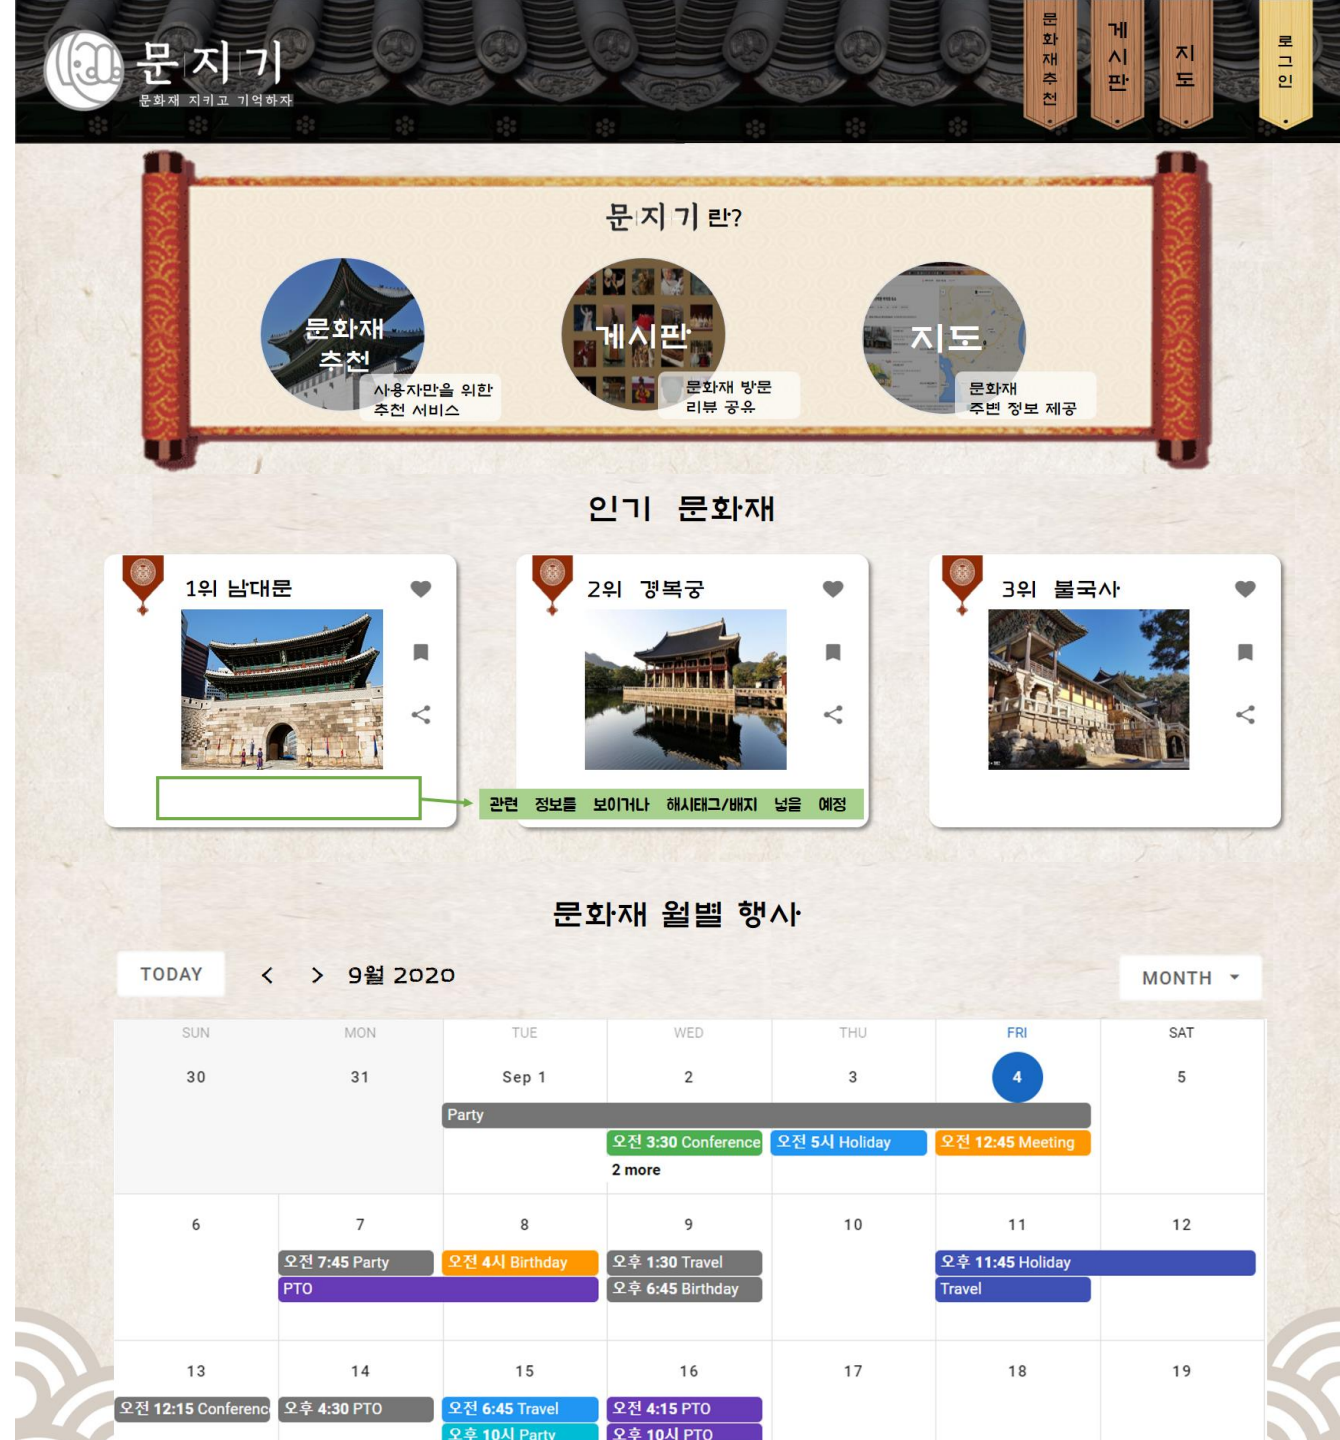 문지기
문화재 지키고 기억하자
문화재추천
게시판
지도
로그인
문지기란?
문화재
추천
사용자만을 위한
추천 서비스
게시판
문화재 방문
리뷰 공유
지도
문화재
주변 정보 제공
인기 문화재
1위 남대문
2위 경복궁
3위 불국사
관련 정보를 보이거나 해시태그/배지 넣을 예정
문화재 월별 행사
TODAY < > 9월 2020 MONTH
SUN MON TUE WED THU FRI SAT
30 31 Sep 1 2 3 4 5
Party
오전 3:30 Conference 오전 5시 Holiday 오전 12:45 Meeting
2 more
6 7 8 9 10 11 12
오전 7:45 Party 오전 4시 Birthday 오후 1:30 Travel 오후 11:45 Holiday
PTO 오후 6:45 Birthday Travel
13 14 15 16 17 18 19
오전 12:15 Conferenc 오후 4:30 PTO 오전 6:45 Travel 오전 4:15 PTO
오후 10시 Party 오후 10시 PTO